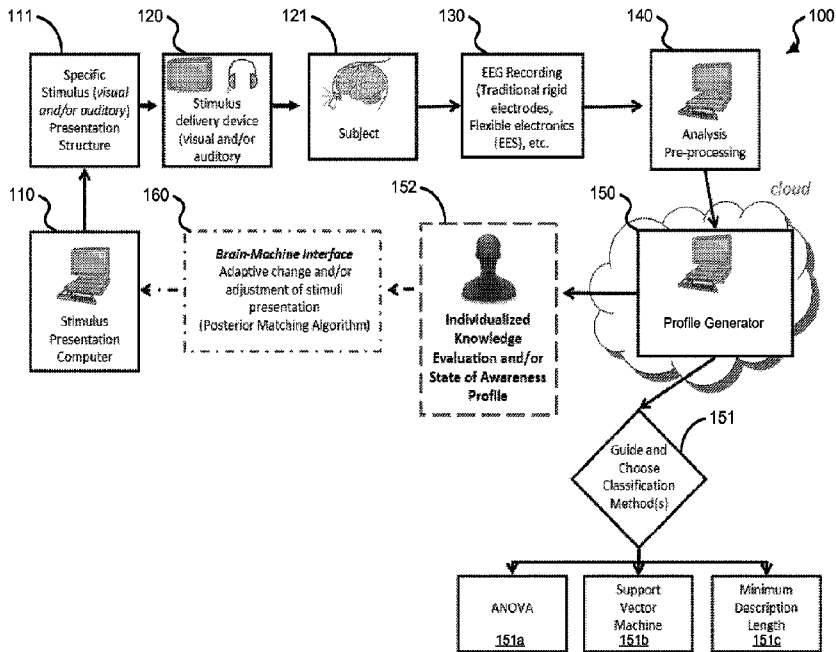 111
120
121
130
140
100
Specific
Stimulus (visual
and/or auditory)
Presentation
Structure
Stimulus
delivery device
(visual and/or
auditory
Subject
EEG Recording
(Traditional rigid
electrodes,
Flexible electronics
(EES), etc.
Analysis
Pre-processing
110
160
152
150
cloud
Stimulus
Presentation
Computer
Brain-Machine Interface
Adaptive change and/or
adjustment of stimuli
presentation
(Posterior Matching Algorithm)
Individualized
Knowledge
Evaluation and/or
State of Awareness
Profile
Profile Generator
151
Guide and
Choose
Classification
Method(s)
ANOVA
151a
Support
Vector
Machine
151b
Minimum
Description
Length
151c